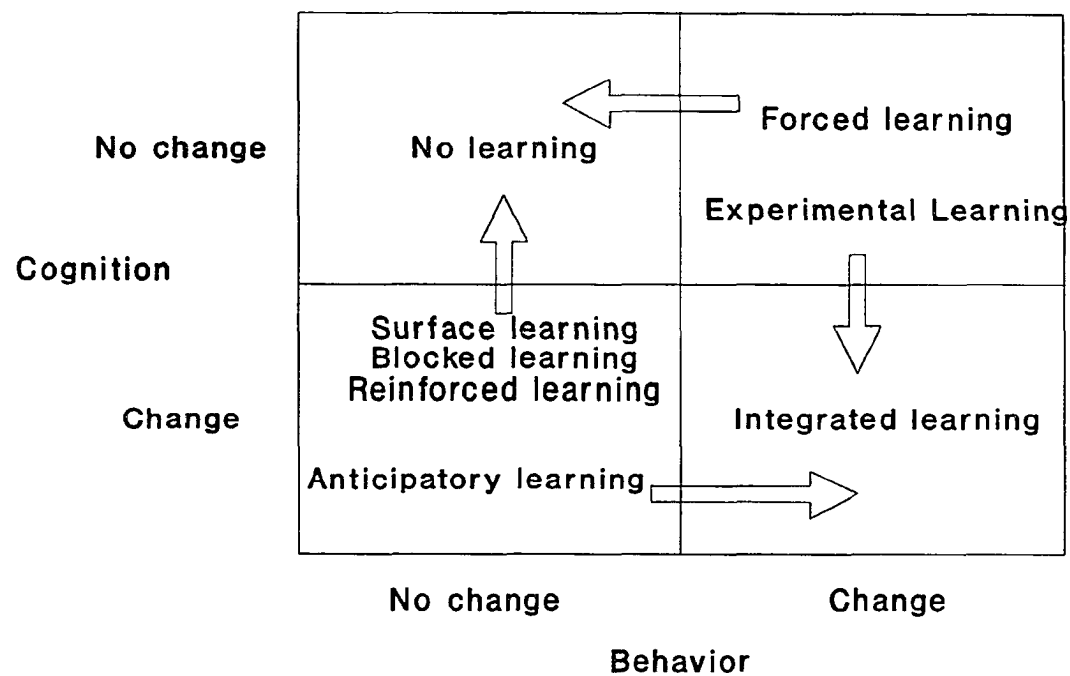 Forced learning
No change
No learning
Experimental Learning
Cognition
Surface learning
Blocked learning
Reinforced learning
Change
Integrated learning
Anticipatory learning
No change
Change
Behavior